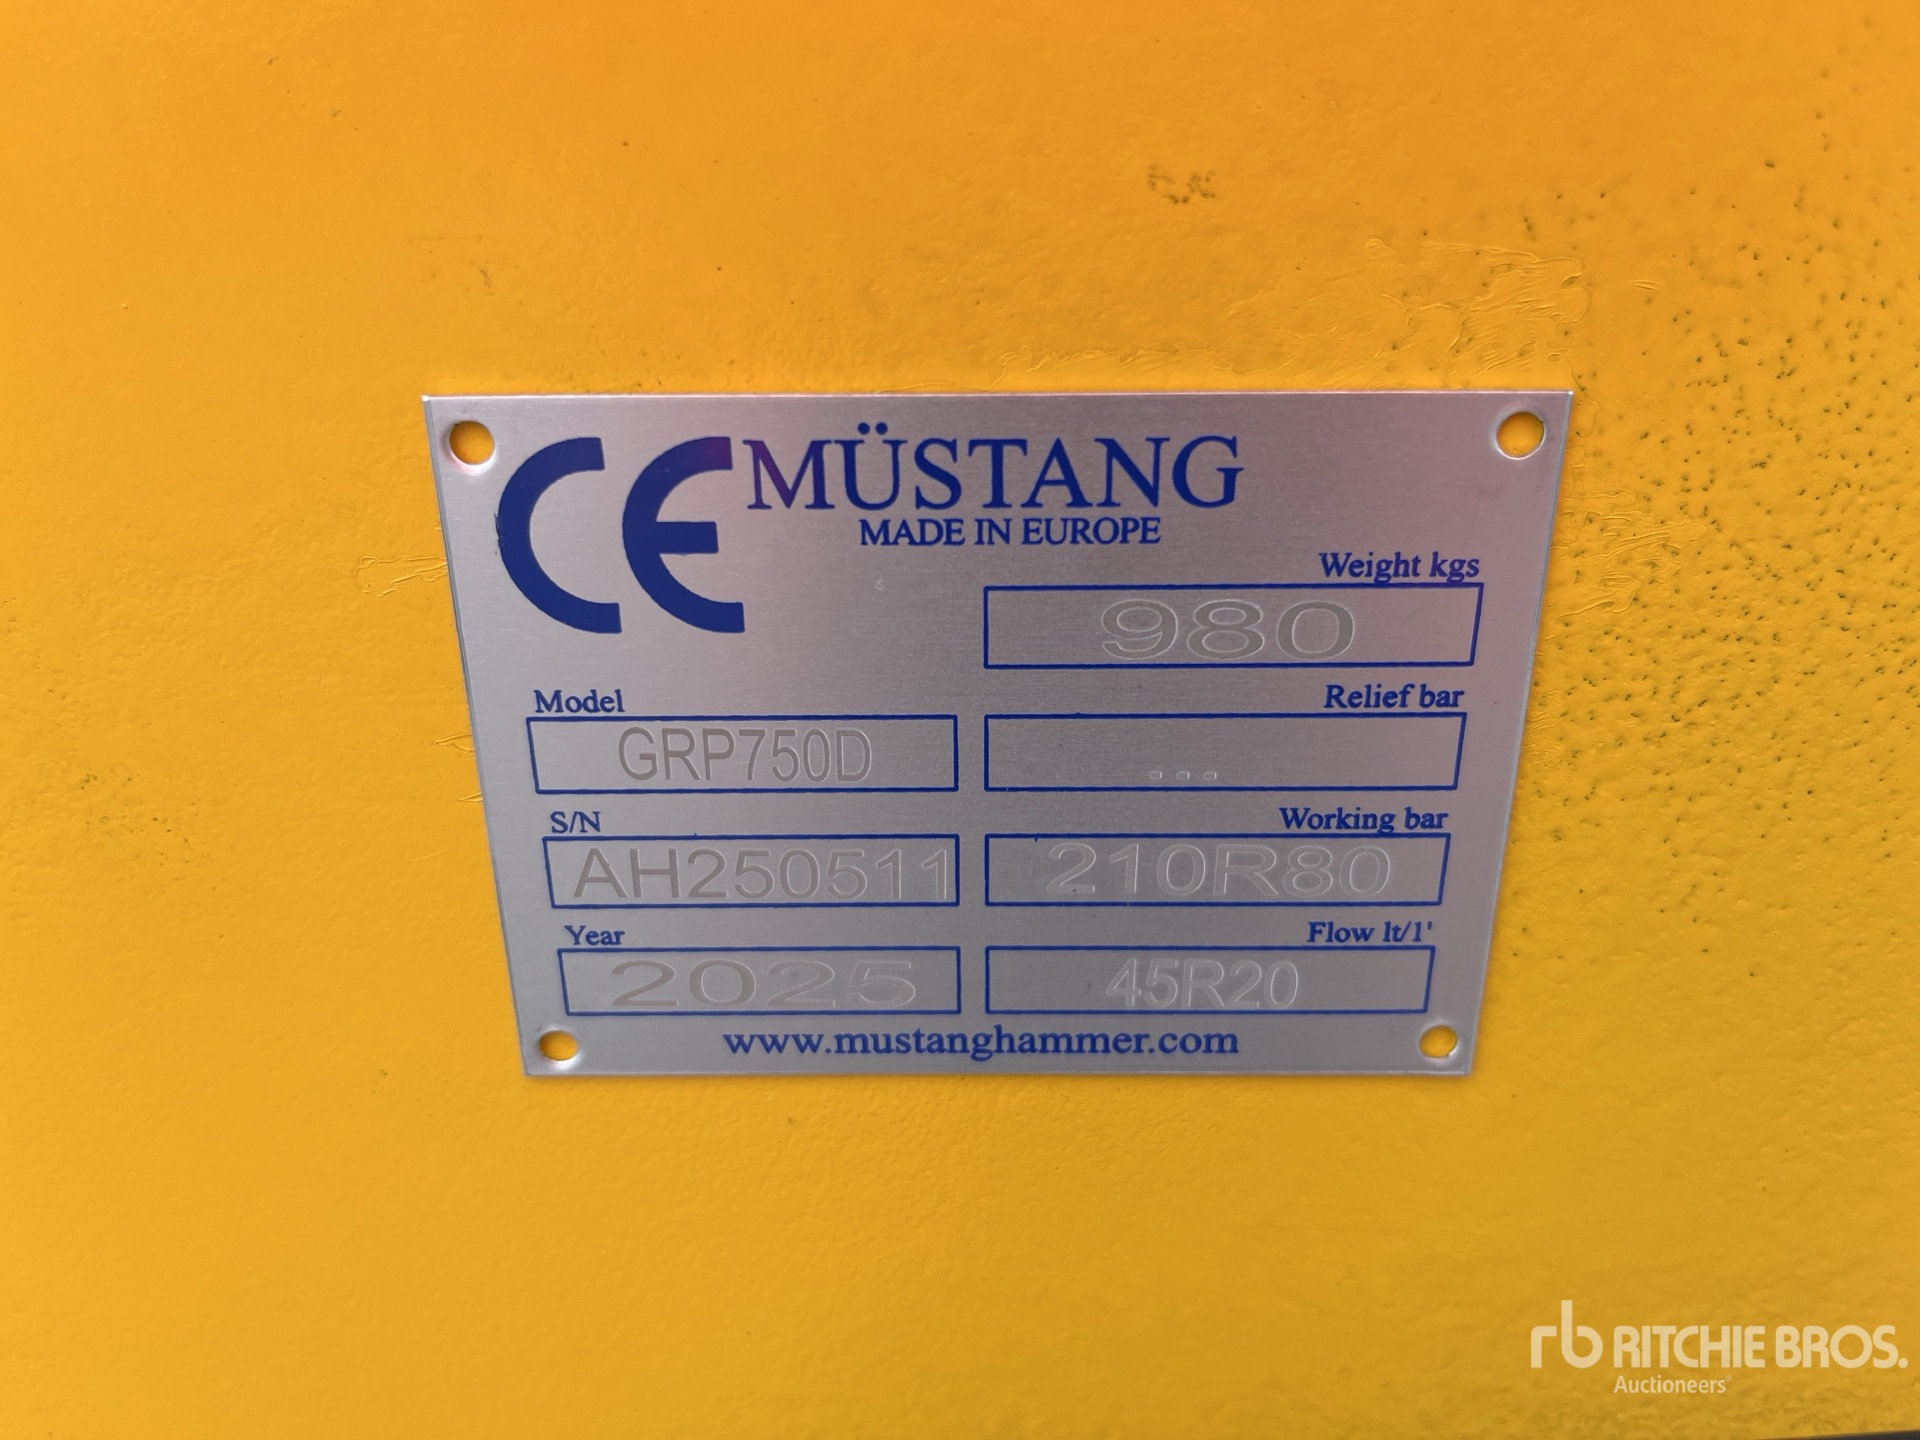 CE MÜSTANG
MADE IN EUROPE
Weight kgs
980
Model
GRP750D
Relief bar
...
S/N
AH250511
Working bar
210R80
Year
2025
Flow lt/1'
45R20
www.mustanghammer.com
rb RITCHIE BROS.
Auctioneers